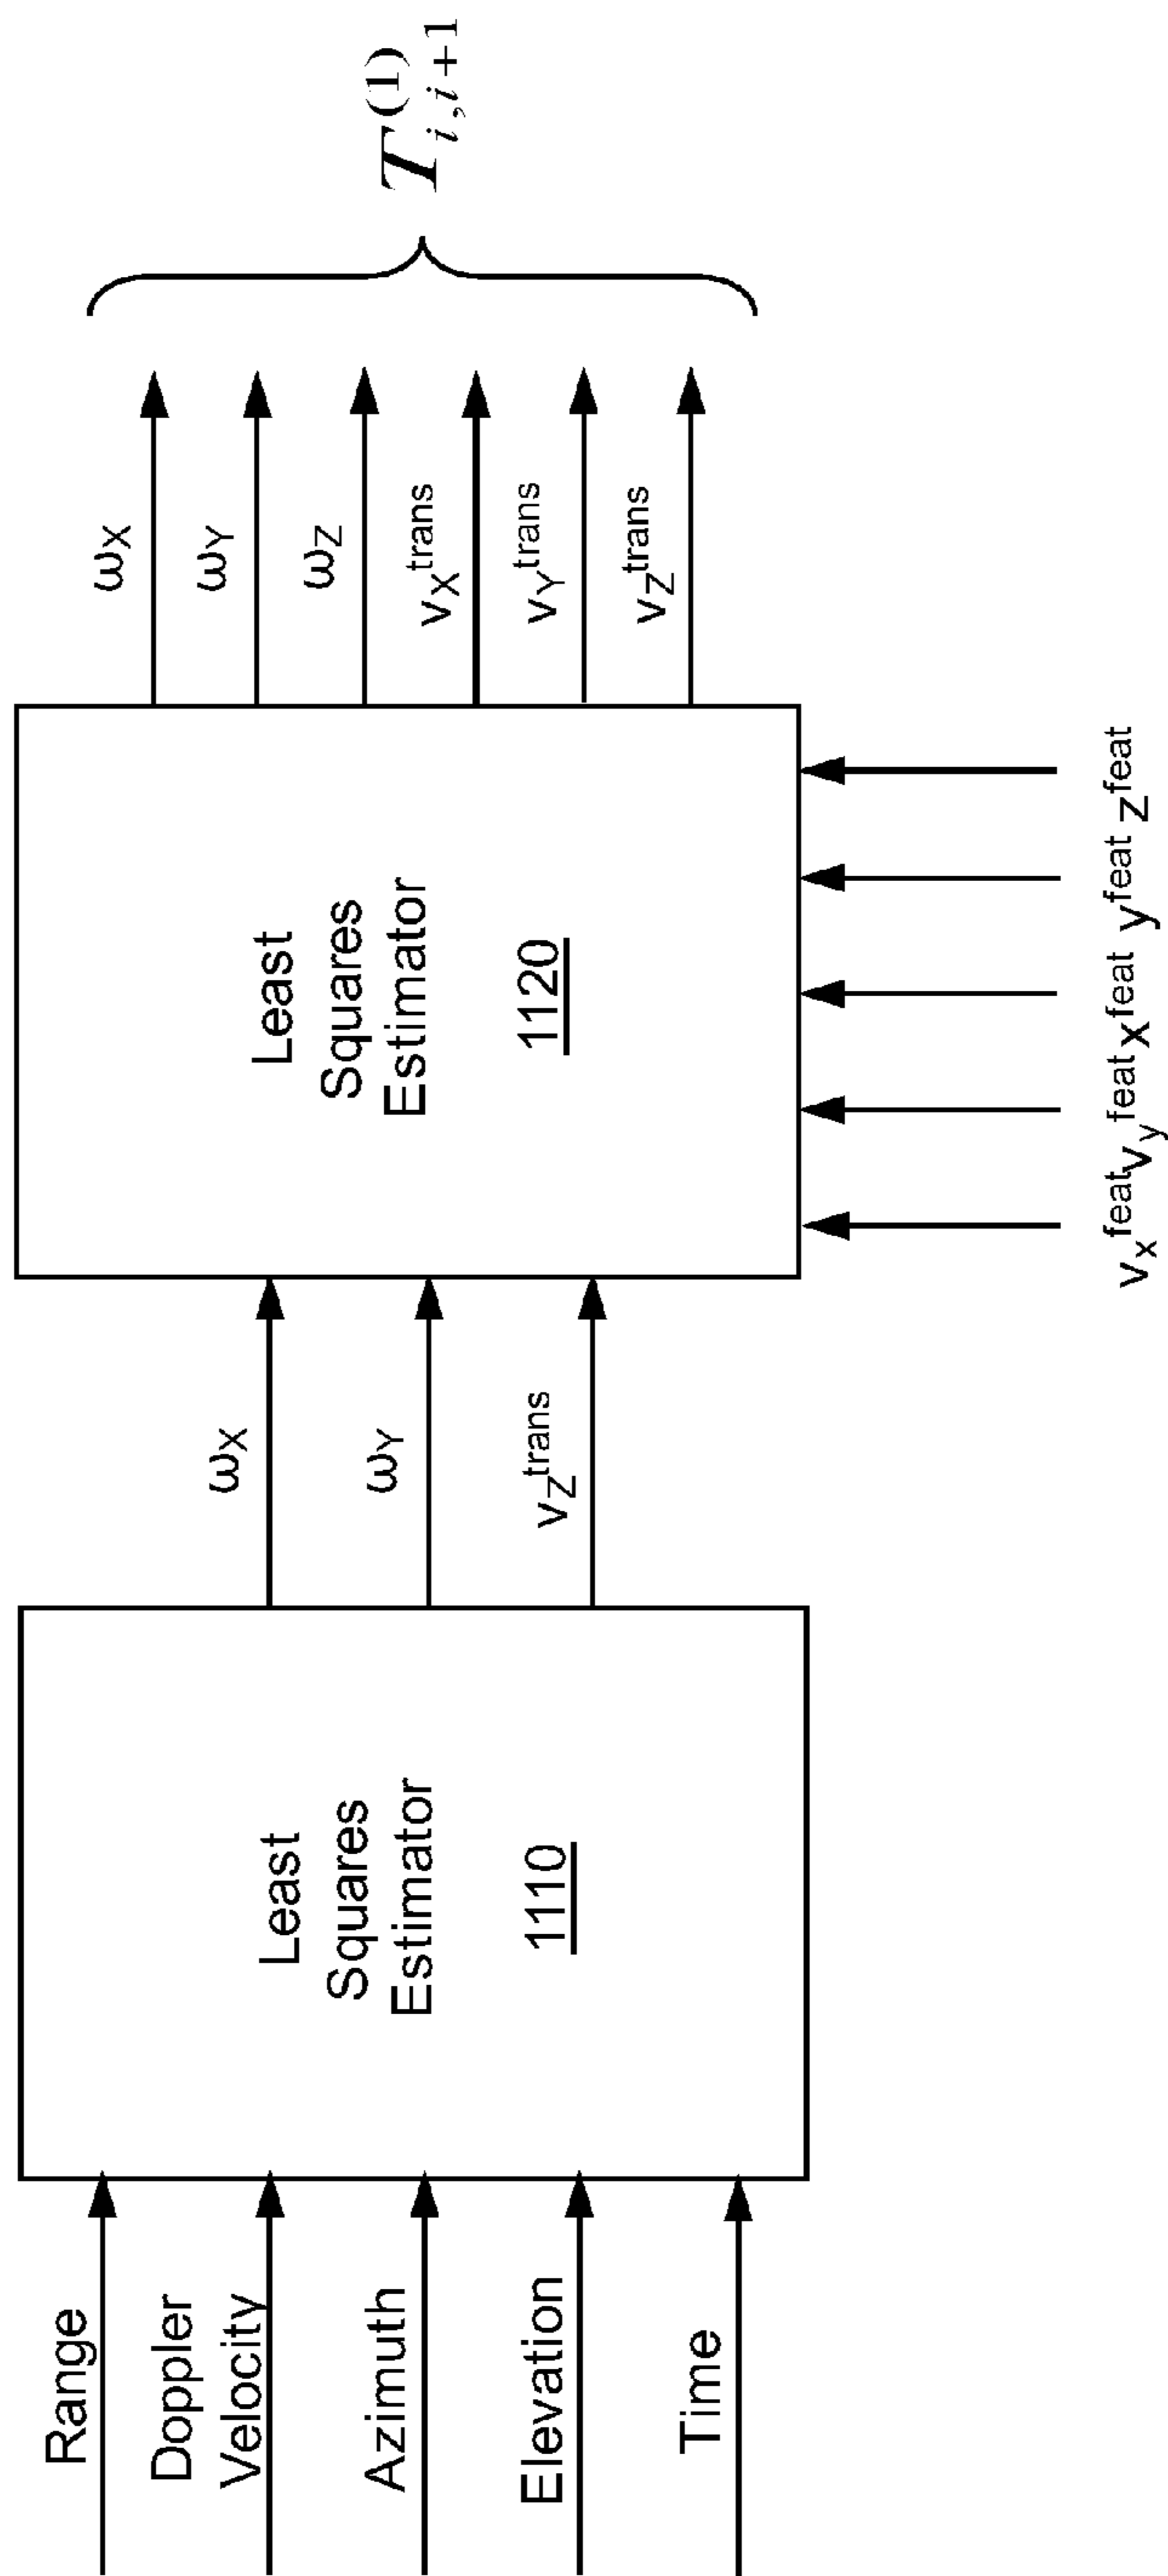 Range
Doppler
Velocity
Azimuth
Elevation
Time
Least
Squares
Estimator
1110
ωX
ωY
vZtrans
Least
Squares
Estimator
1120
vxfeat vyfeat xfeat yfeat zfeat
ωX
ωY
ωZ
vXtrans
vYtrans
vZtrans
T(1)i,i+1